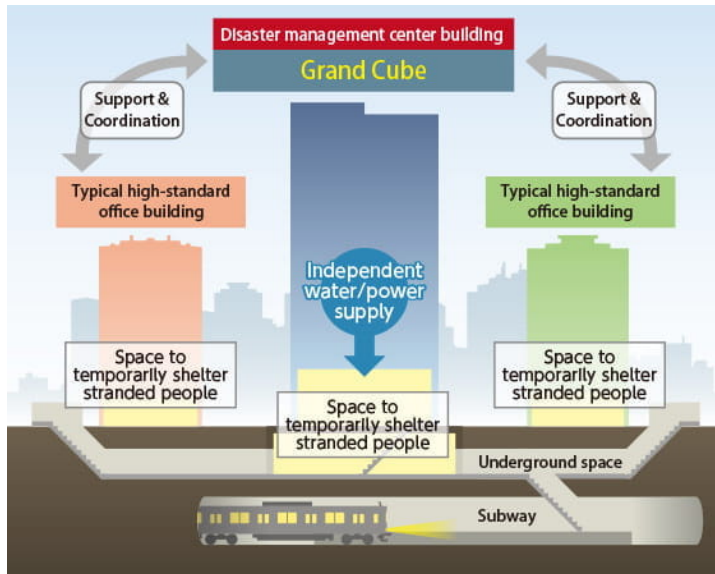 Disaster management center building
Grand Cube
Support &
Coordination
Support &
Coordination
Typical high-standard
office building
Typical high-standard
office building
Independent
water/power
supply
Space to
temporarily shelter
stranded people
Space to
temporarily shelter
stranded people
Space to
temporarily shelter
stranded people
Underground space
Subway